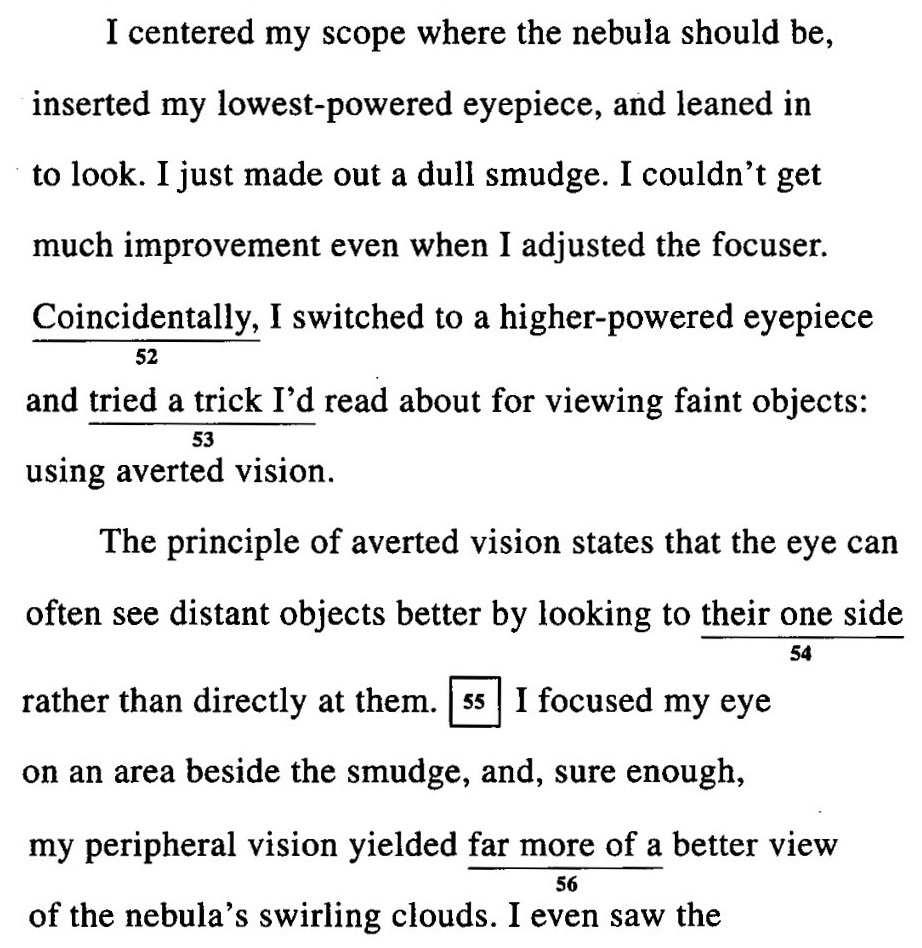 I centered my scope where the nebula should be,
inserted my lowest-powered eyepiece, and leaned in
to look. I just made out a dull smudge. I couldn't get
much improvement even when I adjusted the focuser.
Coincidentally, I switched to a higher-powered eyepiece
52
and tried a trick I'd read about for viewing faint objects:
53
using averted vision.
The principle of averted vision states that the eye can
often see distant objects better by looking to their one side
54
rather than directly at them. 55 I focused my eye
on an area beside the smudge, and, sure enough,
my peripheral vision yielded far more of a better view
56
of the nebula's swirling clouds. I even saw the